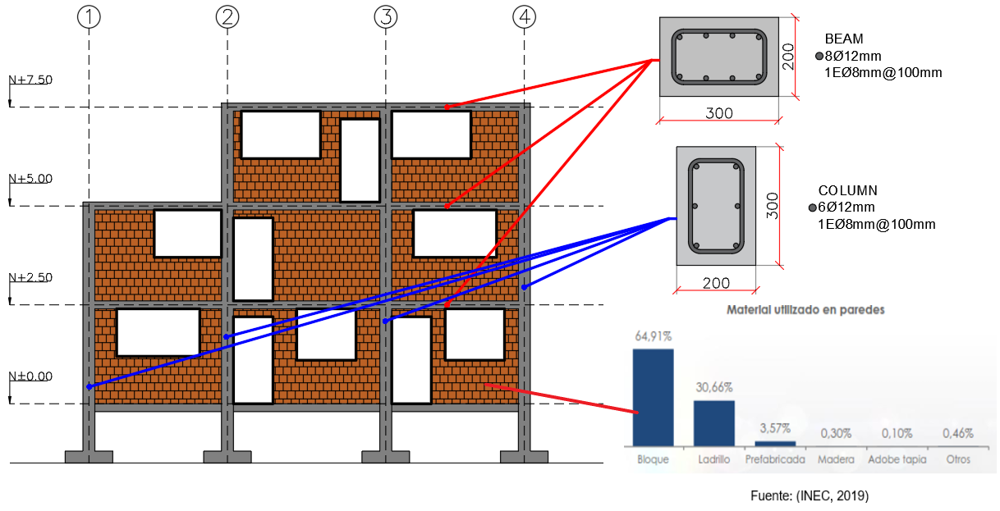 1
2
3
4
N+7.50
N+5.00
N+2.50
N±0.00
200
300
BEAM
8Ø12mm
1EØ8mm@100mm
300
200
COLUMN
6Ø12mm
1EØ8mm@100mm
Material utilizado en paredes
64,91%
30,66%
3,57%
0,30%
0,10%
0,46%
Bloque
Ladrillo
Prefabricada
Madera
Adobe tapia
Otros
Fuente: (INEC, 2019)